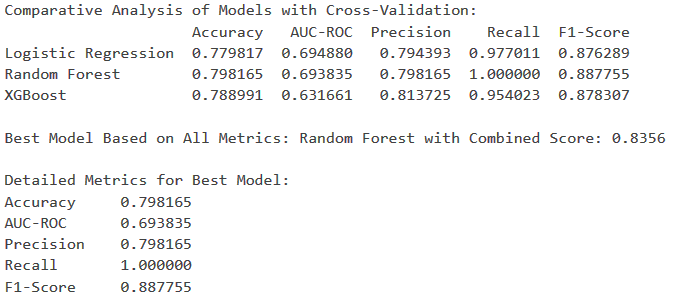 Comparative Analysis of Models with Cross-Validation:
Accuracy AUC-ROC Precision Recall F1-Score
Logistic Regression 0.779817 0.694880 0.794393 0.977011 0.876289
Random Forest 0.798165 0.693835 0.798165 1.000000 0.887755
XGBoost 0.788991 0.631661 0.813725 0.954023 0.878307
Best Model Based on All Metrics: Random Forest with Combined Score: 0.8356
Detailed Metrics for Best Model:
Accuracy 0.798165
AUC-ROC 0.693835
Precision 0.798165
Recall 1.000000
F1-Score 0.887755